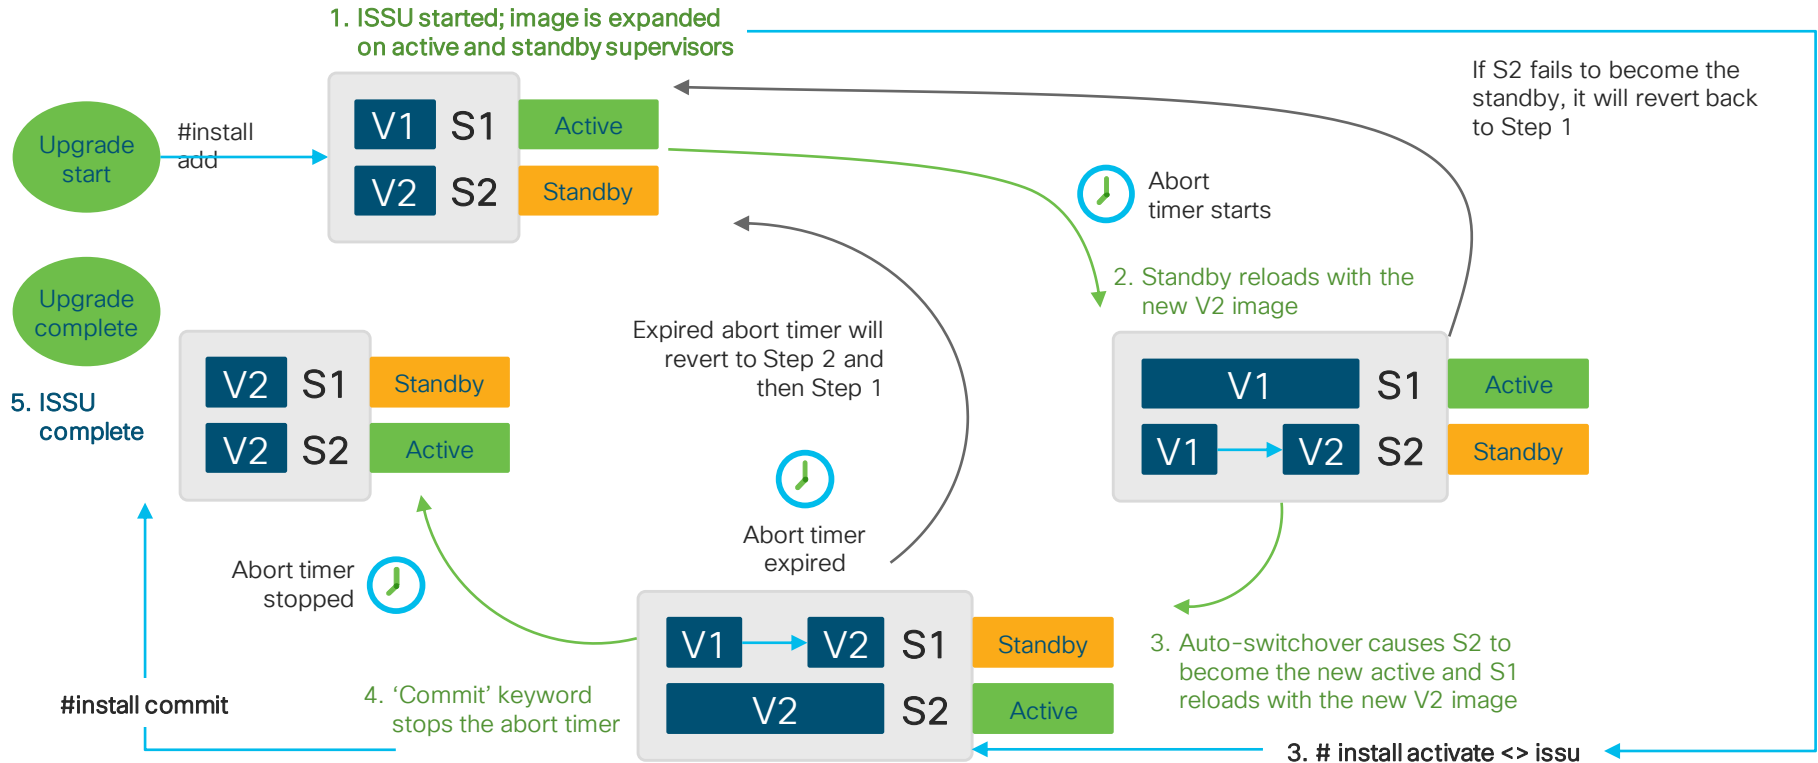 1. ISSU started; image is expanded
on active and standby supervisors
If S2 fails to become the
standby, it will revert back
to Step 1
Upgrade
start
#install
add
V1 S1 Active
V2 S2 Standby
Abort
timer starts
2. Standby reloads with the
new V2 image
Upgrade
complete
5. ISSU
complete
V2 S1 Standby
V2 S2 Active
Expired abort timer will
revert to Step 2 and
then Step 1
V1 S1 Active
V1 V2 S2 Standby
Abort timer
expired
Abort timer
stopped
V1 V2 S1 Standby
V2 S2 Active
3. Auto-switchover causes S2 to
become the new active and S1
reloads with the new V2 image
4. ‘Commit’ keyword
stops the abort timer
#install commit
3. # install activate <> issu